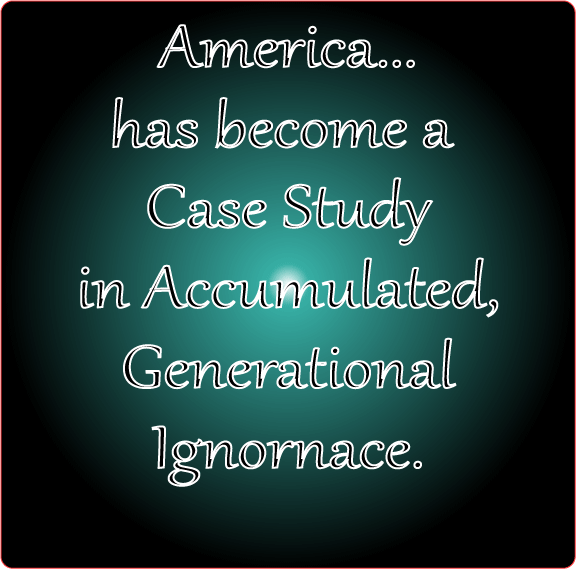 America...
has become a
Case Study
in Accumulated,
Generational
Ignornace.